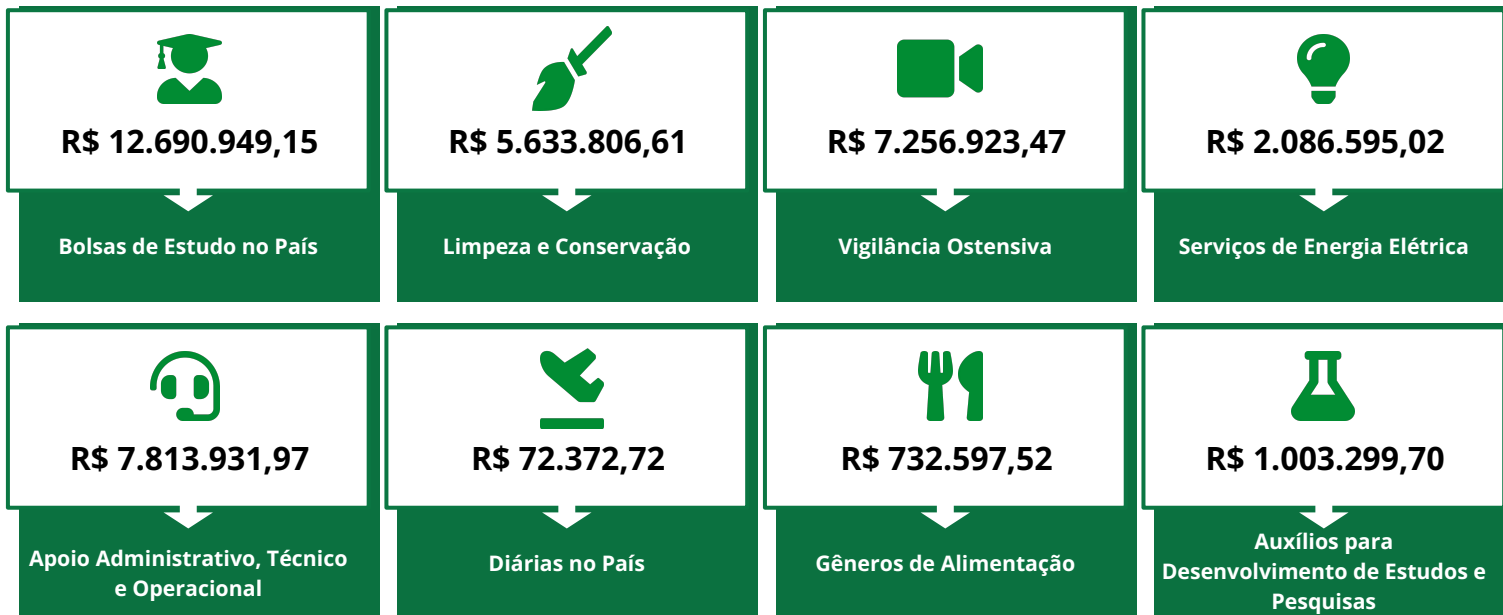 R$ 12.690.949,15
Bolsas de Estudo no País
R$ 5.633.806,61
Limpeza e Conservação
R$ 7.256.923,47
Vigilância Ostensiva
R$ 2.086.595,02
Serviços de Energia Elétrica
R$ 7.813.931,97
Apoio Administrativo, Técnico
e Operacional
R$ 72.372,72
Diárias no País
R$ 732.597,52
Gêneros de Alimentação
R$ 1.003.299,70
Auxílios para
Desenvolvimento de Estudos e
Pesquisas